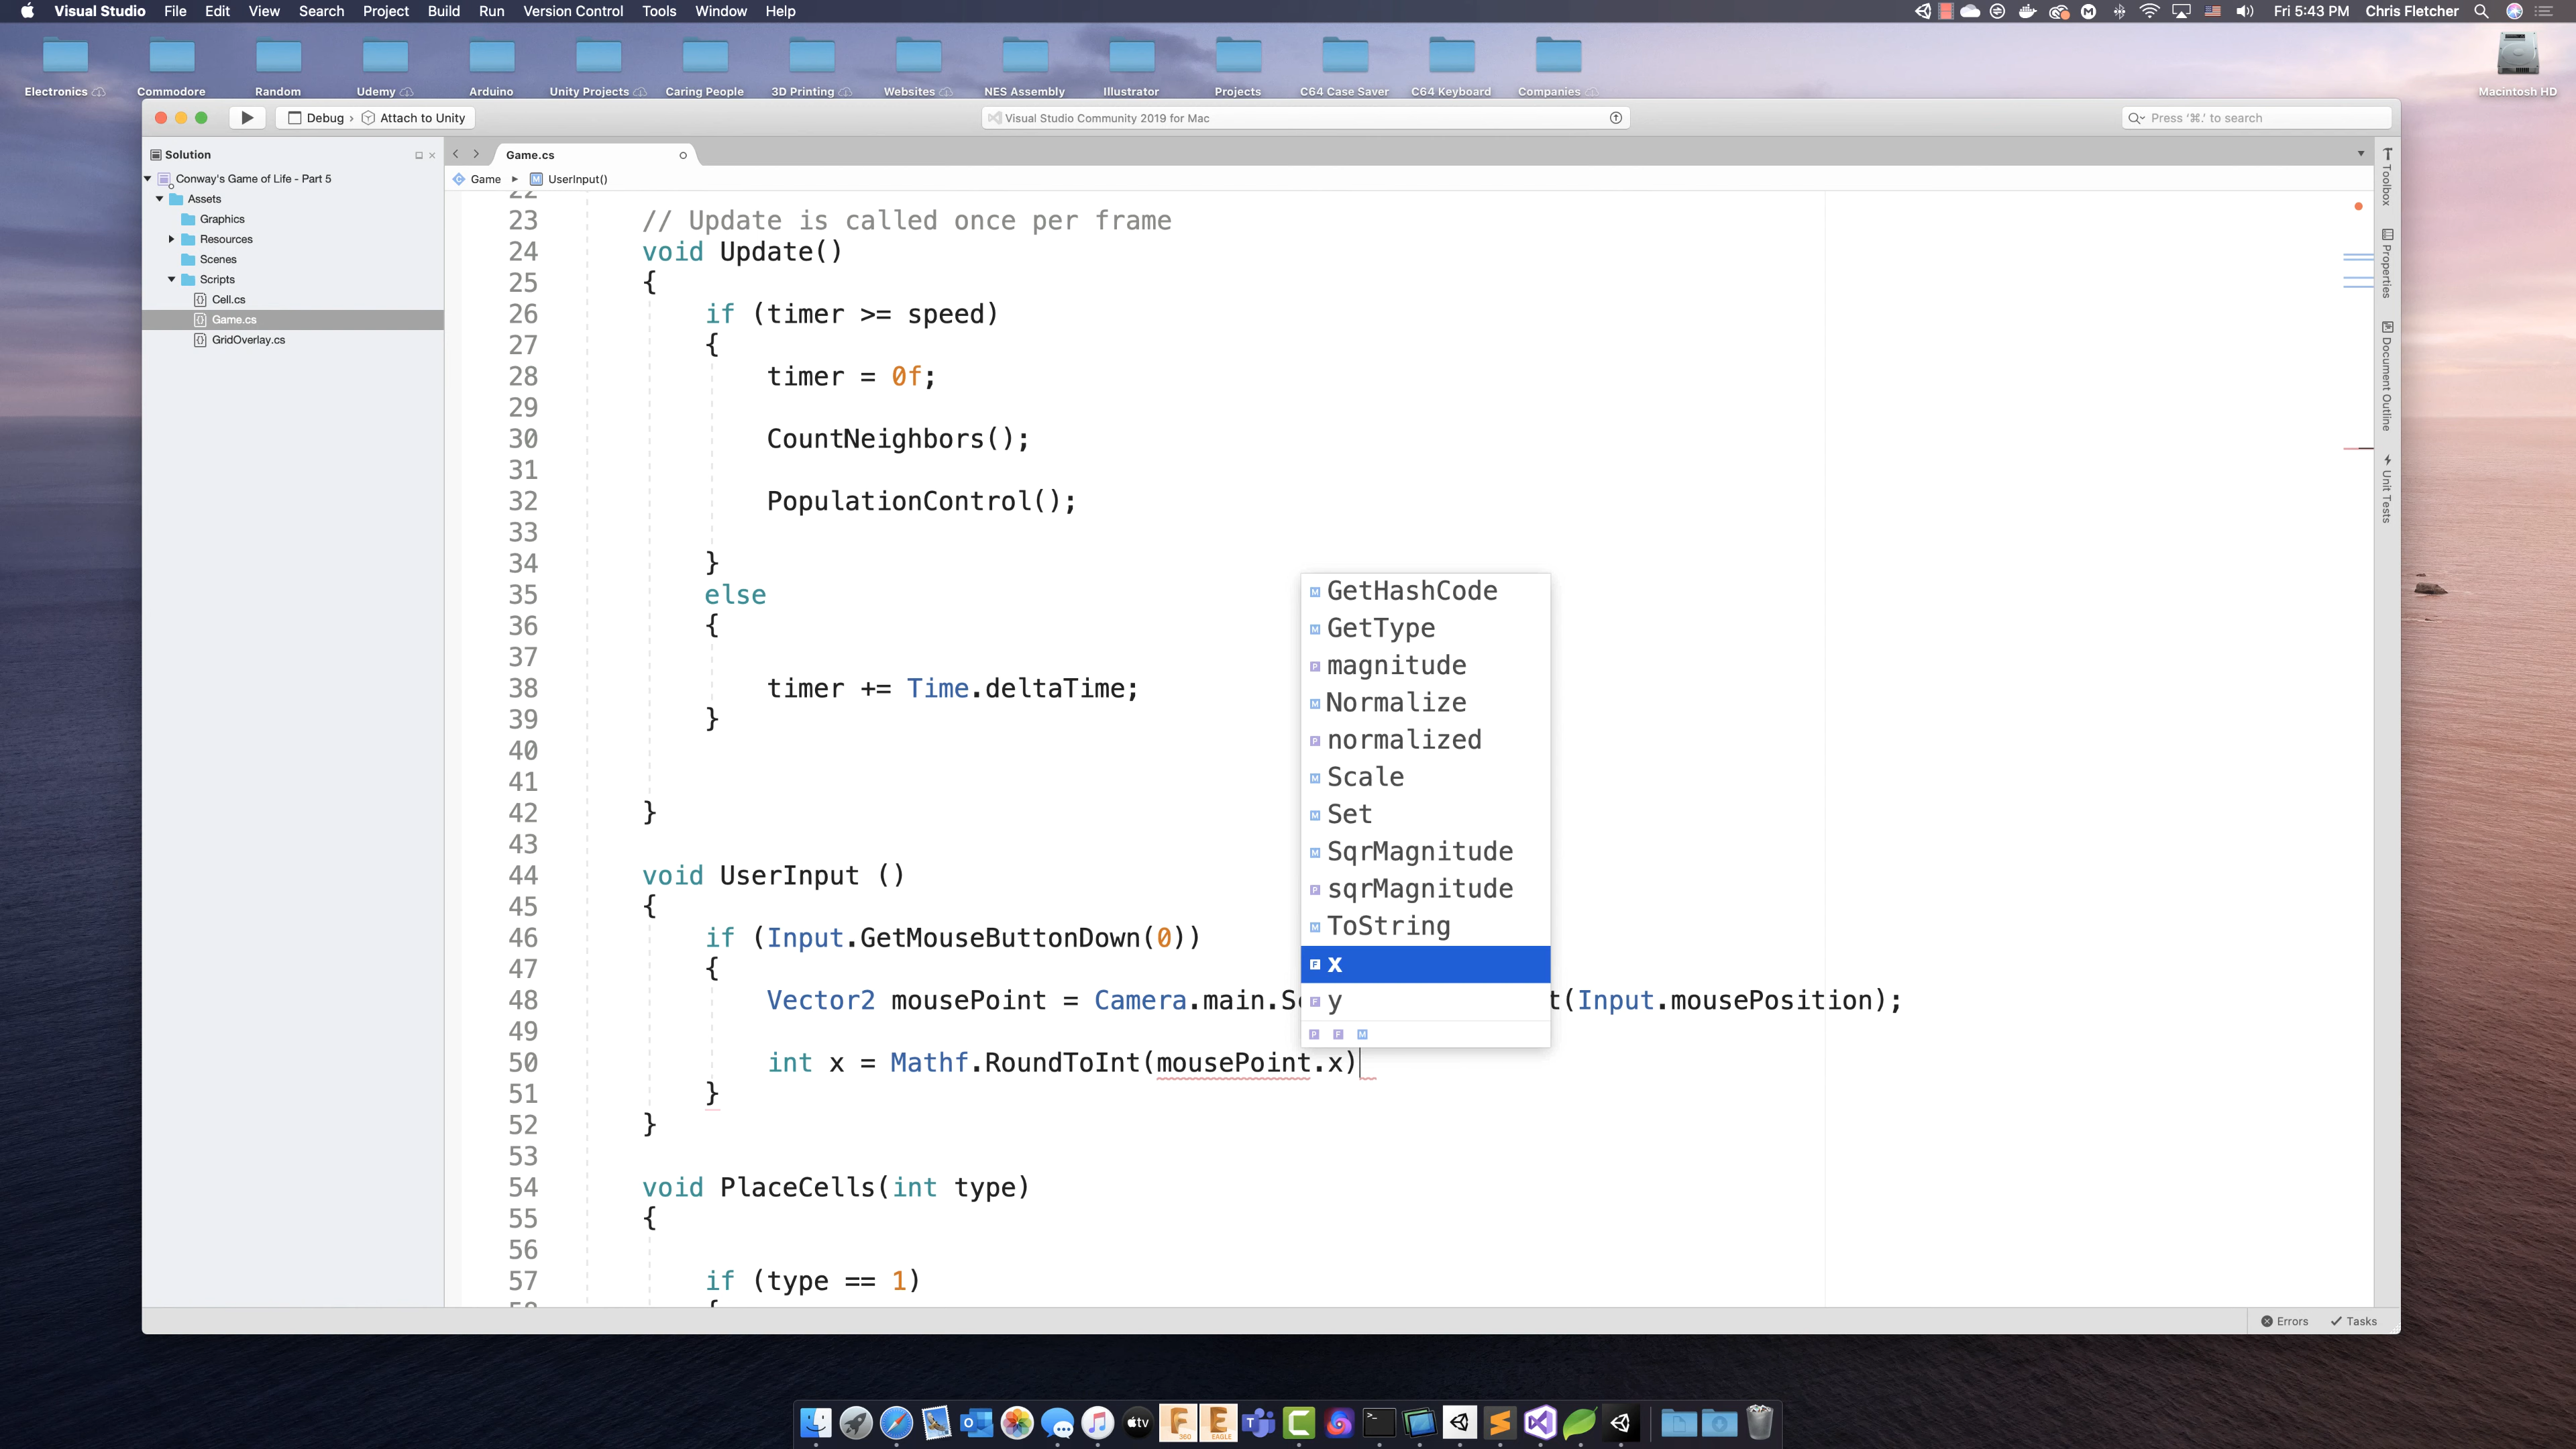 Visual Studio File Edit View Search Project Build Run Version Control Tools Window Help Fri 5:43 PM Chris Fletcher
Electronics Commodore Random Udemy Arduino Unity Projects Caring People 3D Printing Websites NES Assembly Illustrator Projects C64 Case Saver C64 Keyboard Companies Macintosh HD
Debug › Attach to Unity Visual Studio Community 2019 for Mac Press '⌘.' to search
Solution
Game.cs
Conway's Game of Life - Part 5
Game ▸ UserInput()
Assets
Graphics
Resources
Scenes
Scripts
Cell.cs
Game.cs
GridOverlay.cs
22
23 // Update is called once per frame
24 void Update()
25 {
26 if (timer >= speed)
27 {
28 timer = 0f;
29
30 CountNeighbors();
31
32 PopulationControl();
33
34 }
35 else
36 {
37
38 timer += Time.deltaTime;
39 }
40
41
42 }
43
44 void UserInput ()
45 {
46 if (Input.GetMouseButtonDown(0))
47 {
48 Vector2 mousePoint = Camera.main.Sc t(Input.mousePosition);
49
50 int x = Mathf.RoundToInt(mousePoint.x)
51 }
52 }
53
54 void PlaceCells(int type)
55 {
56
57 if (type == 1)
58 {
M GetHashCode
M GetType
P magnitude
M Normalize
P normalized
M Scale
M Set
M SqrMagnitude
P sqrMagnitude
M ToString
F x
F y
P F M
Toolbox
Properties
Document Outline
Unit Tests
Errors Tasks
tv
360
EAGLE